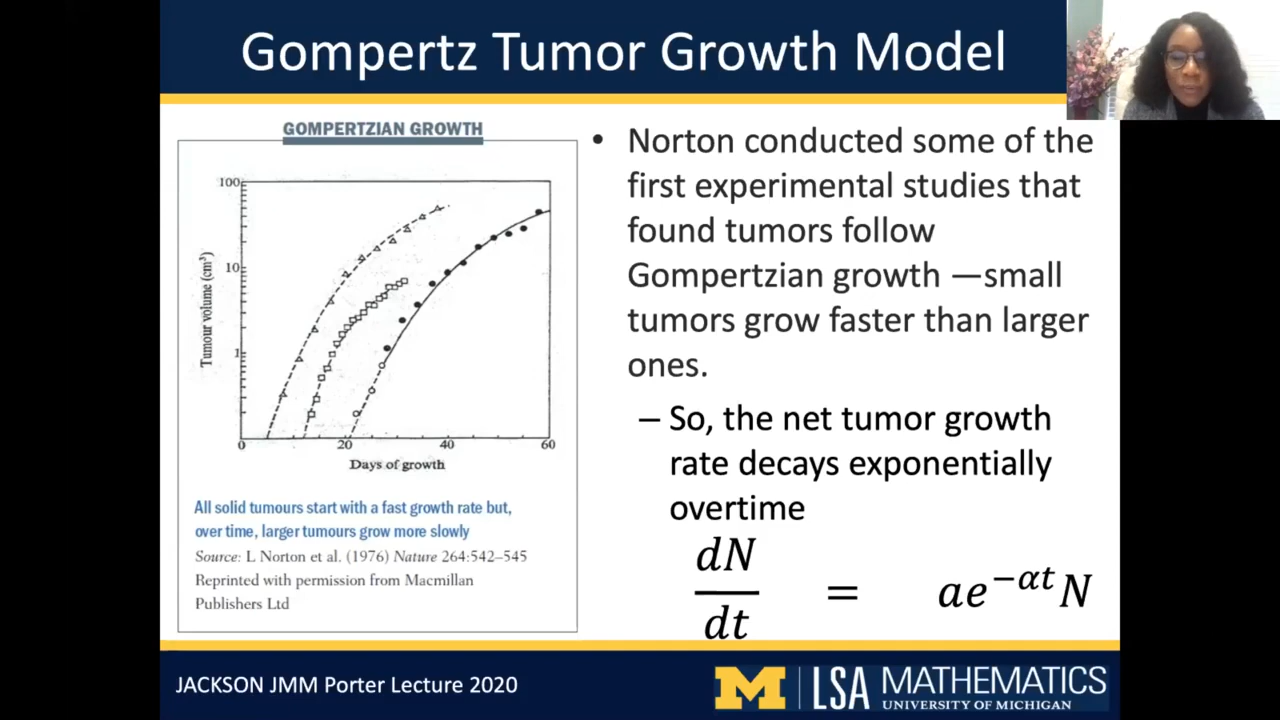 Gompertz Tumor Growth Model
GOMPERTZIAN GROWTH
100
10
1
Tumour volume (cm³)
0
20
40
60
Days of growth
All solid tumours start with a fast growth rate but,
over time, larger tumours grow more slowly
Source: L Norton et al. (1976) Nature 264:542–545
Reprinted with permission from Macmillan
Publishers Ltd
• Norton conducted some of the
first experimental studies that
found tumors follow
Gompertzian growth —small
tumors grow faster than larger
ones.
– So, the net tumor growth
rate decays exponentially
overtime
dN/dt = ae^{-αt}N
JACKSON JMM Porter Lecture 2020
M LSA MATHEMATICS
UNIVERSITY OF MICHIGAN